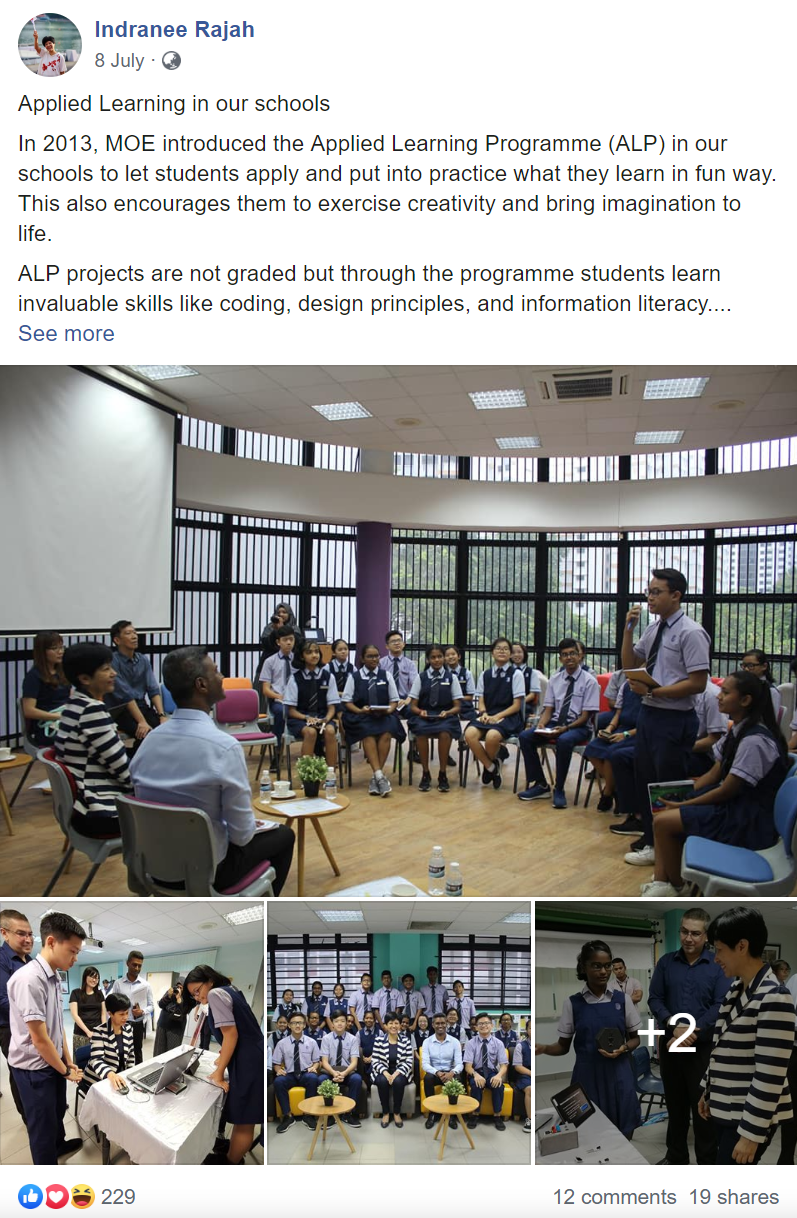 Indranee Rajah
8 July ·
Applied Learning in our schools
In 2013, MOE introduced the Applied Learning Programme (ALP) in our
schools to let students apply and put into practice what they learn in fun way.
This also encourages them to exercise creativity and bring imagination to
life.
ALP projects are not graded but through the programme students learn
invaluable skills like coding, design principles, and information literacy....
See more
+2
229
12 comments 19 shares